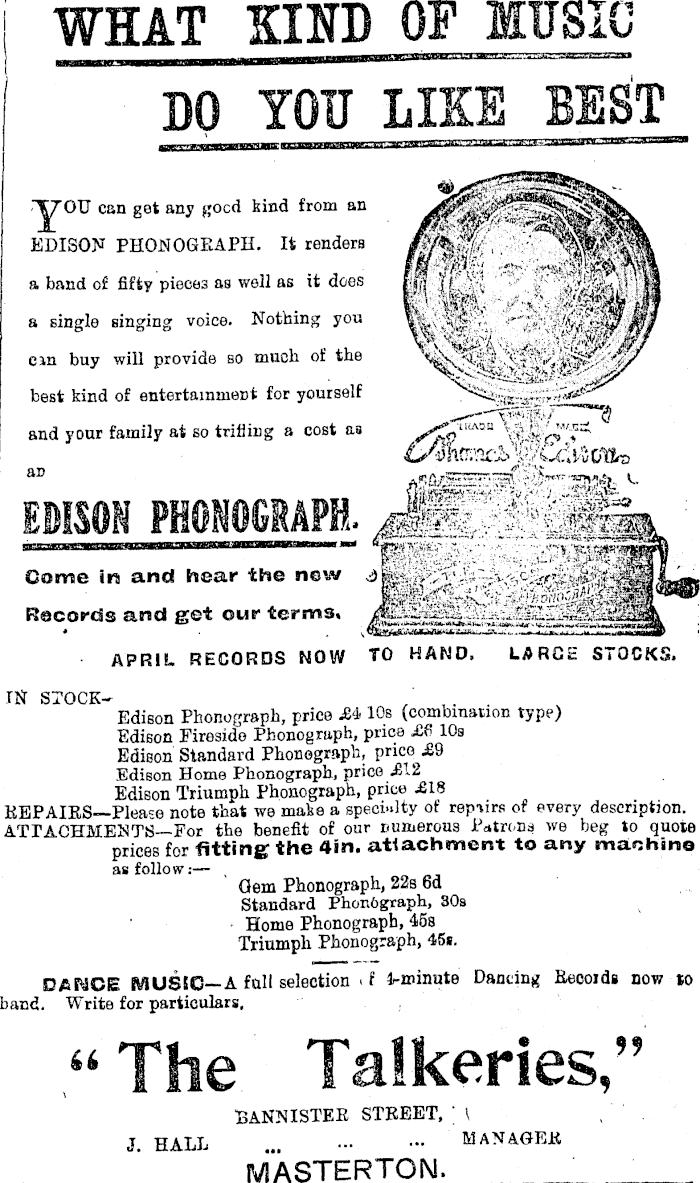 WHAT KIND OF MUSIC
DO YOU LIKE BEST
YOU can get any good kind from an
EDISON PHONOGRAPH. It renders
a band of fifty pieces as well as it does
a single singing voice. Nothing you
can buy will provide so much of the
best kind of entertainment for yourself
and your family at so trifling a cost as
an
EDISON PHONOGRAPH.
Come in and hear the new
Records and get our terms.
TRADE MARK
Thomas Edison
APRIL RECORDS NOW TO HAND. LARGE STOCKS.
IN STOCK—
Edison Phonograph, price £4 10s (combination type)
Edison Fireside Phonograph, price £6 10s
Edison Standard Phonograph, price £9
Edison Home Phonograph, price £12
Edison Triumph Phonograph, price £18
REPAIRS—Please note that we make a specialty of repairs of every description.
ATTACHMENTS—For the benefit of our numerous Patrons we beg to quote
prices for fitting the 4in. attachment to any machine
as follow:—
Gem Phonograph, 22s 6d
Standard Phonograph, 30s
Home Phonograph, 45s
Triumph Phonograph, 45s.
DANCE MUSIC—A full selection of 4-minute Dancing Records now to
hand. Write for particulars.
"The Talkeries,"
BANNISTER STREET,
J. HALL ... ... ... MANAGER
MASTERTON.